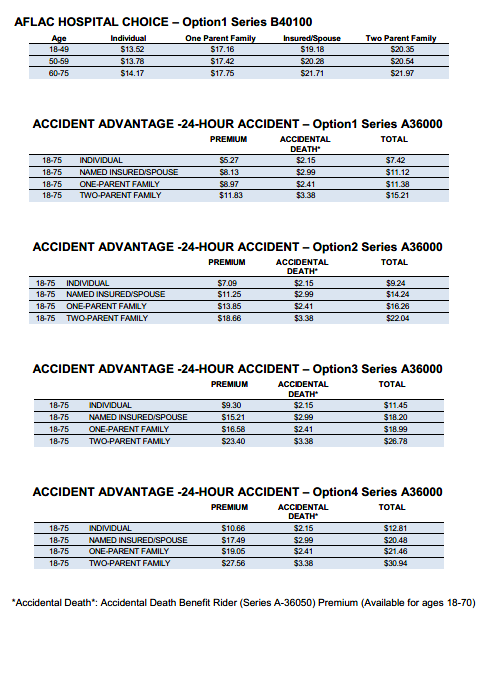 AFLAC HOSPITAL CHOICE – Option1 Series B40100
Age Individual One Parent Family Insured/Spouse Two Parent Family
18-49 $13.52 $17.16 $19.18 $20.35
50-59 $13.78 $17.42 $20.28 $20.54
60-75 $14.17 $17.75 $21.71 $21.97
ACCIDENT ADVANTAGE -24-HOUR ACCIDENT – Option1 Series A36000
PREMIUM ACCIDENTAL TOTAL
DEATH*
18-75 INDIVIDUAL $5.27 $2.15 $7.42
18-75 NAMED INSURED/SPOUSE $8.13 $2.99 $11.12
18-75 ONE-PARENT FAMILY $8.97 $2.41 $11.38
18-75 TWO-PARENT FAMILY $11.83 $3.38 $15.21
ACCIDENT ADVANTAGE -24-HOUR ACCIDENT – Option2 Series A36000
PREMIUM ACCIDENTAL TOTAL
DEATH*
18-75 INDIVIDUAL $7.09 $2.15 $9.24
18-75 NAMED INSURED/SPOUSE $11.25 $2.99 $14.24
18-75 ONE-PARENT FAMILY $13.85 $2.41 $16.26
18-75 TWO-PARENT FAMILY $18.66 $3.38 $22.04
ACCIDENT ADVANTAGE -24-HOUR ACCIDENT – Option3 Series A36000
PREMIUM ACCIDENTAL TOTAL
DEATH*
18-75 INDIVIDUAL $9.30 $2.15 $11.45
18-75 NAMED INSURED/SPOUSE $15.21 $2.99 $18.20
18-75 ONE-PARENT FAMILY $16.58 $2.41 $18.99
18-75 TWO-PARENT FAMILY $23.40 $3.38 $26.78
ACCIDENT ADVANTAGE -24-HOUR ACCIDENT – Option4 Series A36000
PREMIUM ACCIDENTAL TOTAL
DEATH*
18-75 INDIVIDUAL $10.66 $2.15 $12.81
18-75 NAMED INSURED/SPOUSE $17.49 $2.99 $20.48
18-75 ONE-PARENT FAMILY $19.05 $2.41 $21.46
18-75 TWO-PARENT FAMILY $27.56 $3.38 $30.94
*Accidental Death*: Accidental Death Benefit Rider (Series A-36050) Premium (Available for ages 18-70)